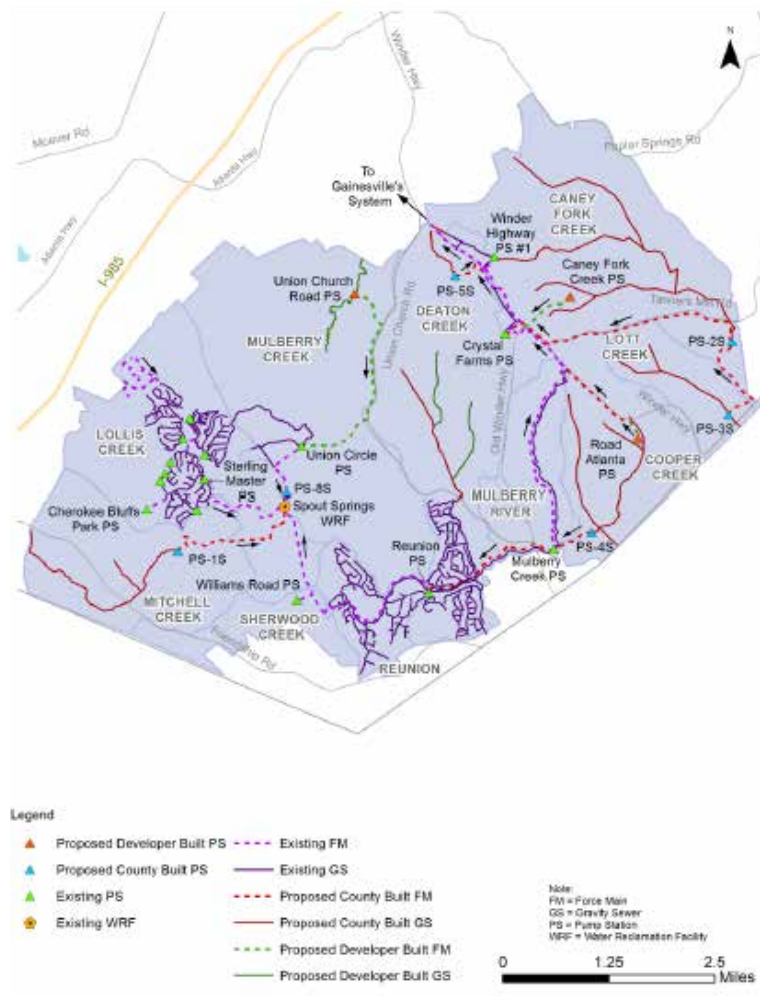 N
Winder Hwy
Mcever Rd
Atlanta Hwy
Atlanta Hwy
Poplar Springs Rd
To
Gainesville's
System
CANEY
FORK
CREEK
Winder
Highway
PS #1
I-985
Union Church
Road PS
PS-5S
Caney Fork
Creek PS
Tanners Mill Rd
DEATON
CREEK
Union Church Rd
MULBERRY
CREEK
Crystal
Farms PS
LOTT
CREEK
PS-2S
Old Winder Hwy
Winder Hwy
PS-3S
LOLLIS
CREEK
Sterling
Master
PS
Union Circle
PS
Road
Atlanta
PS
COOPER
CREEK
PS-8S
Spout Springs
WRF
MULBERRY
RIVER
Cherokee Bluffs
Park PS
PS-1S
Reunion
PS
PS-4S
Mulberry
Creek PS
Williams Road PS
MITCHELL
CREEK
SHERWOOD
CREEK
Friendship Rd
REUNION
Legend
Proposed Developer Built PS
Proposed County Built PS
Existing PS
Existing WRF
Existing FM
Existing GS
Proposed County Built FM
Proposed County Built GS
Proposed Developer Built FM
Proposed Developer Built GS
Note:
FM = Force Main
GS = Gravity Sewer
PS = Pump Station
WRF = Water Reclamation Facility
0 1.25 2.5
Miles